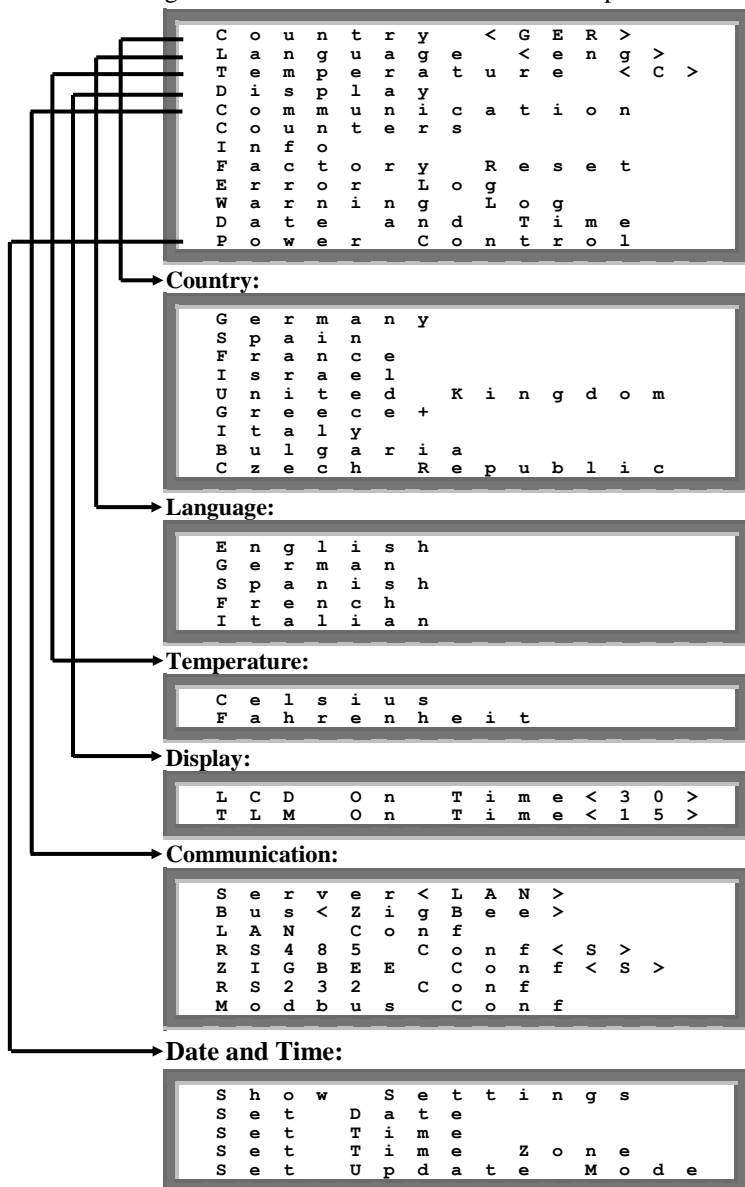 Country <GER>
Language <eng>
Temperature <C>
Display
Communication
Counters
Info
Factory Reset
Error Log
Warning Log
Date and Time
Power Control
Country:
Germany
Spain
France
Israel
United Kingdom
Greece+
Italy
Bulgaria
Czech Republic
Language:
English
German
Spanish
French
Italian
Temperature:
Celsius
Fahrenheit
Display:
LCD On Time<30>
TLM On Time<15>
Communication:
Server<LAN>
Bus<ZigBee>
LAN Conf
RS485 Conf<S>
ZIGBEE Conf<S>
RS232 Conf
Modbus Conf
Date and Time:
Show Settings
Set Date
Set Time
Set Time Zone
Set Update Mode